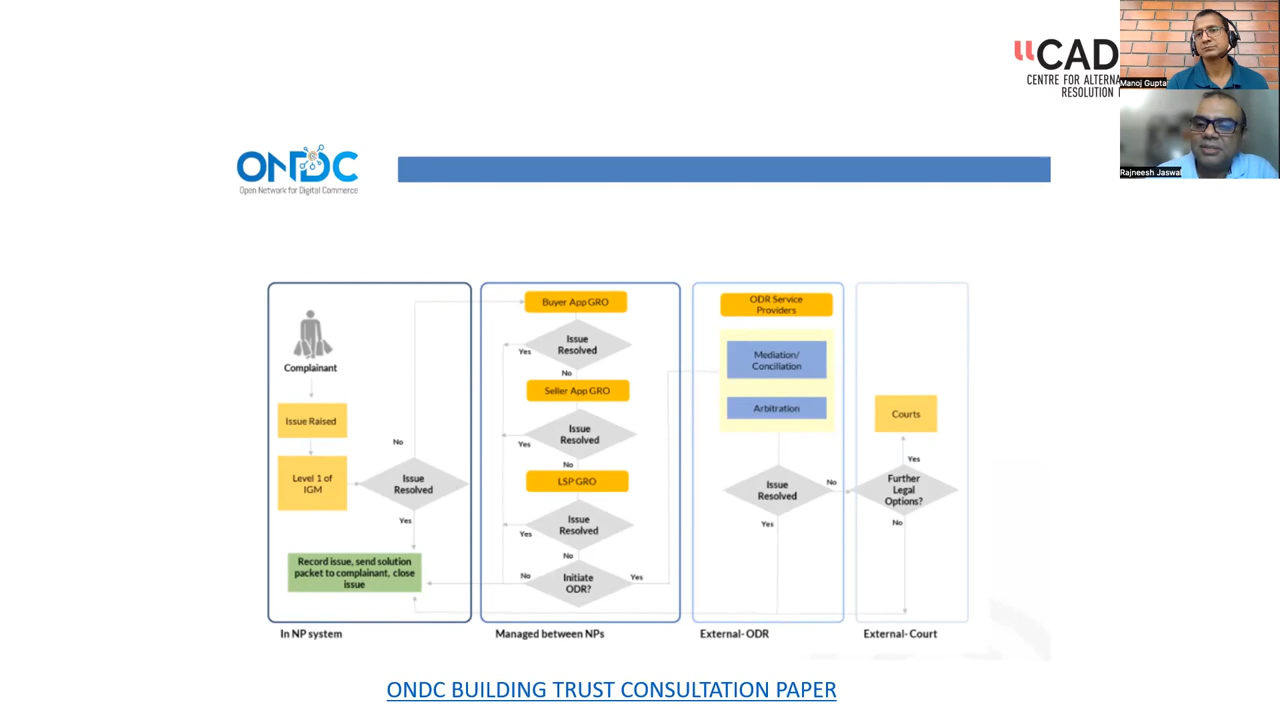 CAD
CENTRE FOR ALTERNA
RESOLUTION
Manoj Gupta
Rajneesh Jaswal
ONDC
Open Network for Digital Commerce
Complainant
Issue Raised
Level 1 of
IGM
No
Issue
Resolved
Yes
Record issue, send solution
packet to complainant, close
issue
In NP system
Buyer App GRO
Issue
Resolved
Yes
No
Seller App GRO
Issue
Resolved
Yes
No
LSP GRO
Issue
Resolved
Yes
No
No
Initiate
ODR?
Yes
Managed between NPs
ODR Service
Providers
Mediation/
Conciliation
Arbitration
Issue
Resolved
No
Yes
External- ODR
Courts
Yes
Further
Legal
Options?
No
External- Court
ONDC BUILDING TRUST CONSULTATION PAPER